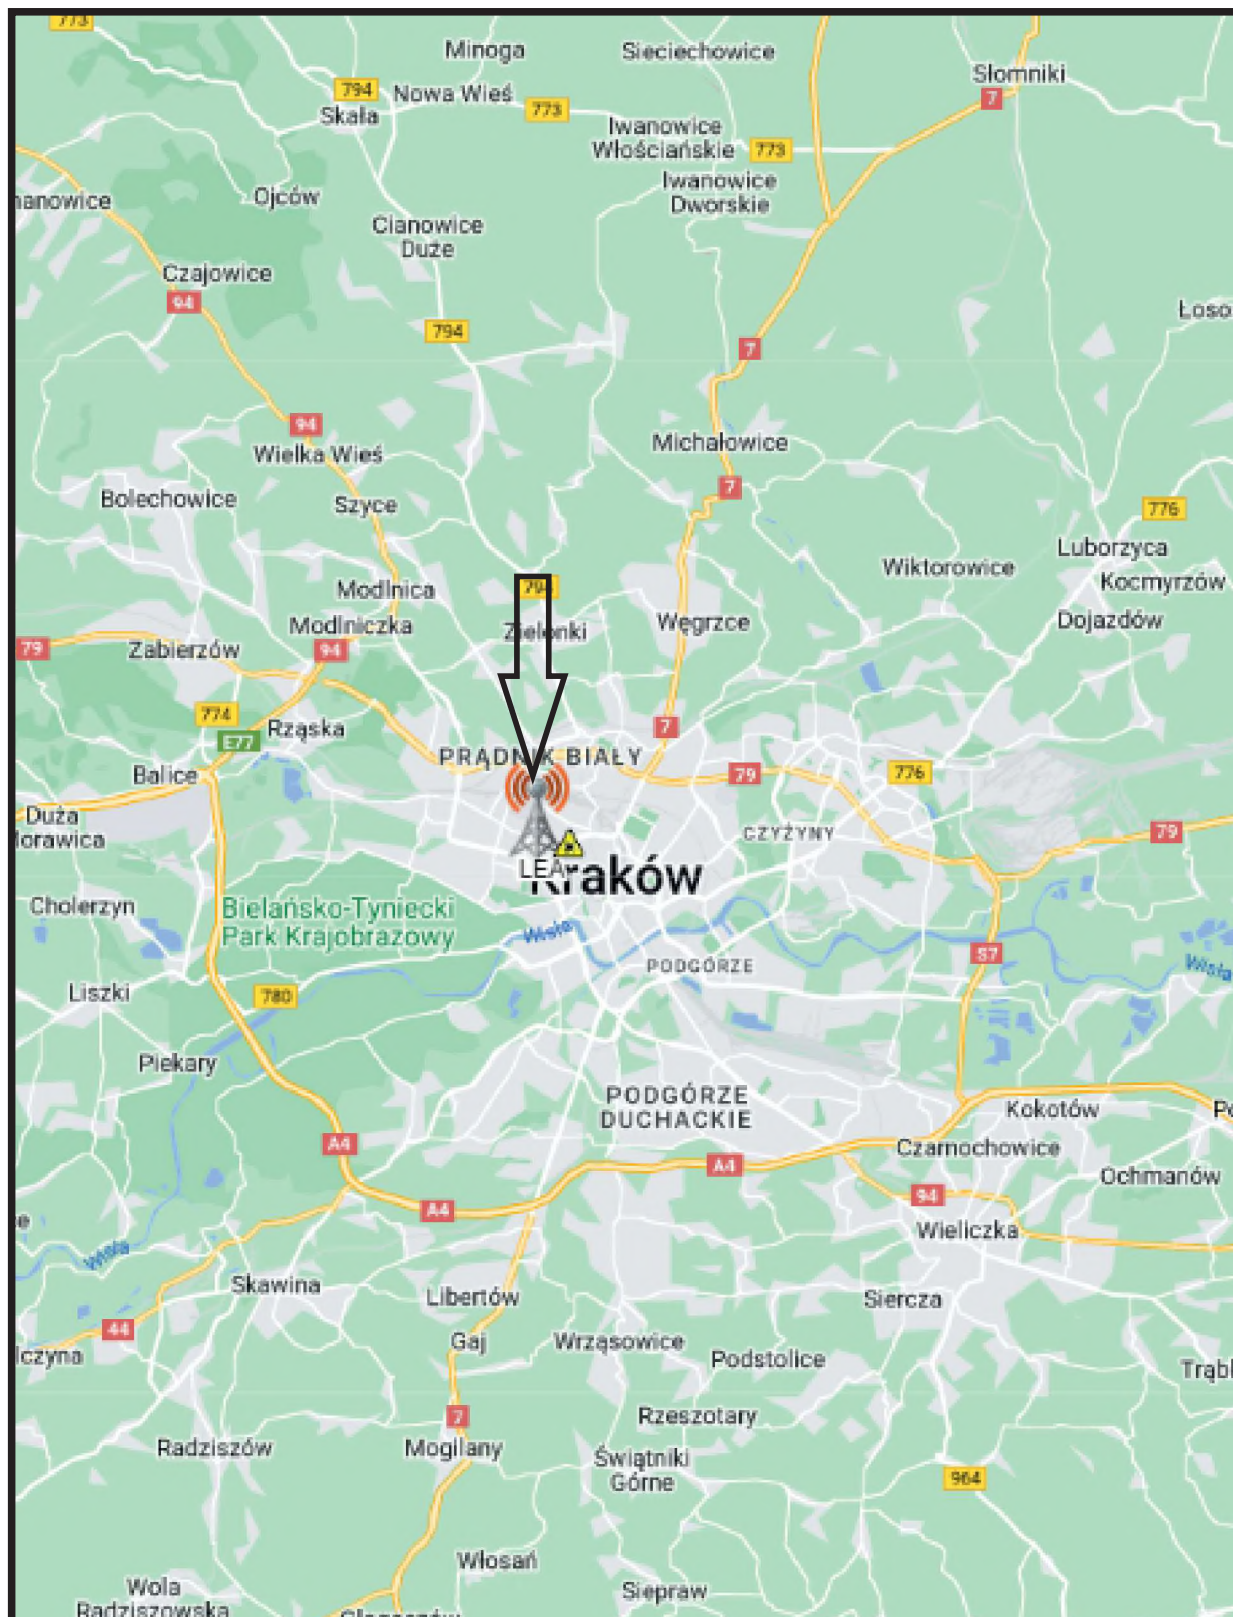 773
Minoga
Sieciechowice
Słomniki
794
Nowa Wieś
773
7
Skała
Iwanowice
Włościańskie
773
Iwanowice
Dworskie
Ojców
Cianowice
Duże
Czajowice
94
794
7
94
Michałowice
Wielka Wieś
7
Bolechowice
Szyce
776
Luborzyca
Wiktorowice
Kocmyrzów
Modlnica
Modlniczka
Zielonki
Węgrzce
Dojazdów
79
Zabierzów
94
774
Rząska
7
E77
PRĄDNIK BIAŁY
Balice
79
776
Duża
CZYŻYNY
79
LEA
Kraków
Cholerzyn
Bielańsko-Tyniecki
Park Krajobrazowy
Wisła
S7
PODGÓRZE
Wisła
Liszki
780
Piekary
PODGÓRZE
DUCHACKIE
Kokotów
A4
Czarnochowice
A4
Ochmanów
94
A4
Wieliczka
Wisła
Skawina
Libertów
Siercza
44
Gaj
Wrząsowice
Podstolice
7
Rzeszotary
Radziszów
Mogilany
Świątniki
Górne
964
Włosań
Wola
Radziszowska
Siepraw